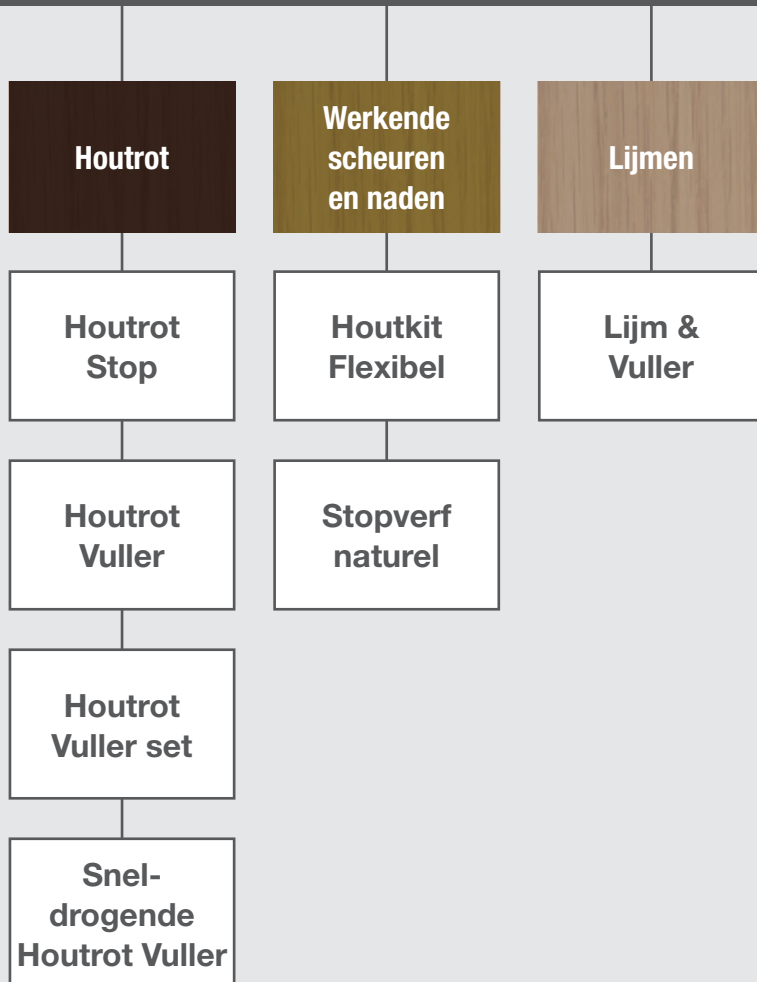 Houtrot
Houtrot
Stop
Houtrot
Vuller
Houtrot
Vuller set
Snel-
drogende
Houtrot Vuller
Werkende
scheuren
en naden
Houtkit
Flexibel
Stopverf
naturel
Lijmen
Lijm &
Vuller